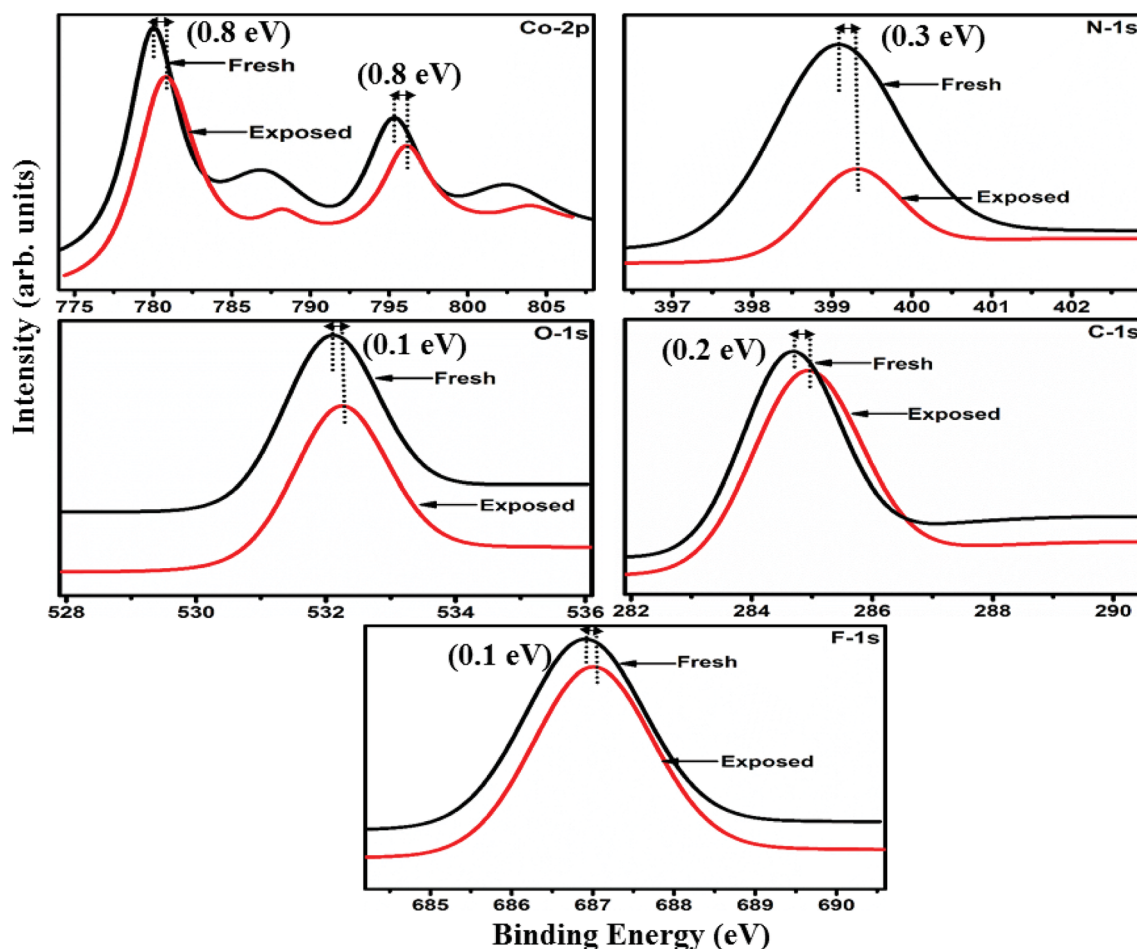 Co-2p
(0.8 eV)
Fresh
(0.8 eV)
Exposed
775 780 785 790 795 800 805
N-1s
(0.3 eV)
Fresh
Exposed
397 398 399 400 401 402
Intensity (arb. units)
O-1s
(0.1 eV)
Fresh
Exposed
528 530 532 534 536
C-1s
(0.2 eV)
Fresh
Exposed
282 284 286 288 290
F-1s
(0.1 eV)
Fresh
Exposed
685 686 687 688 689 690
Binding Energy (eV)